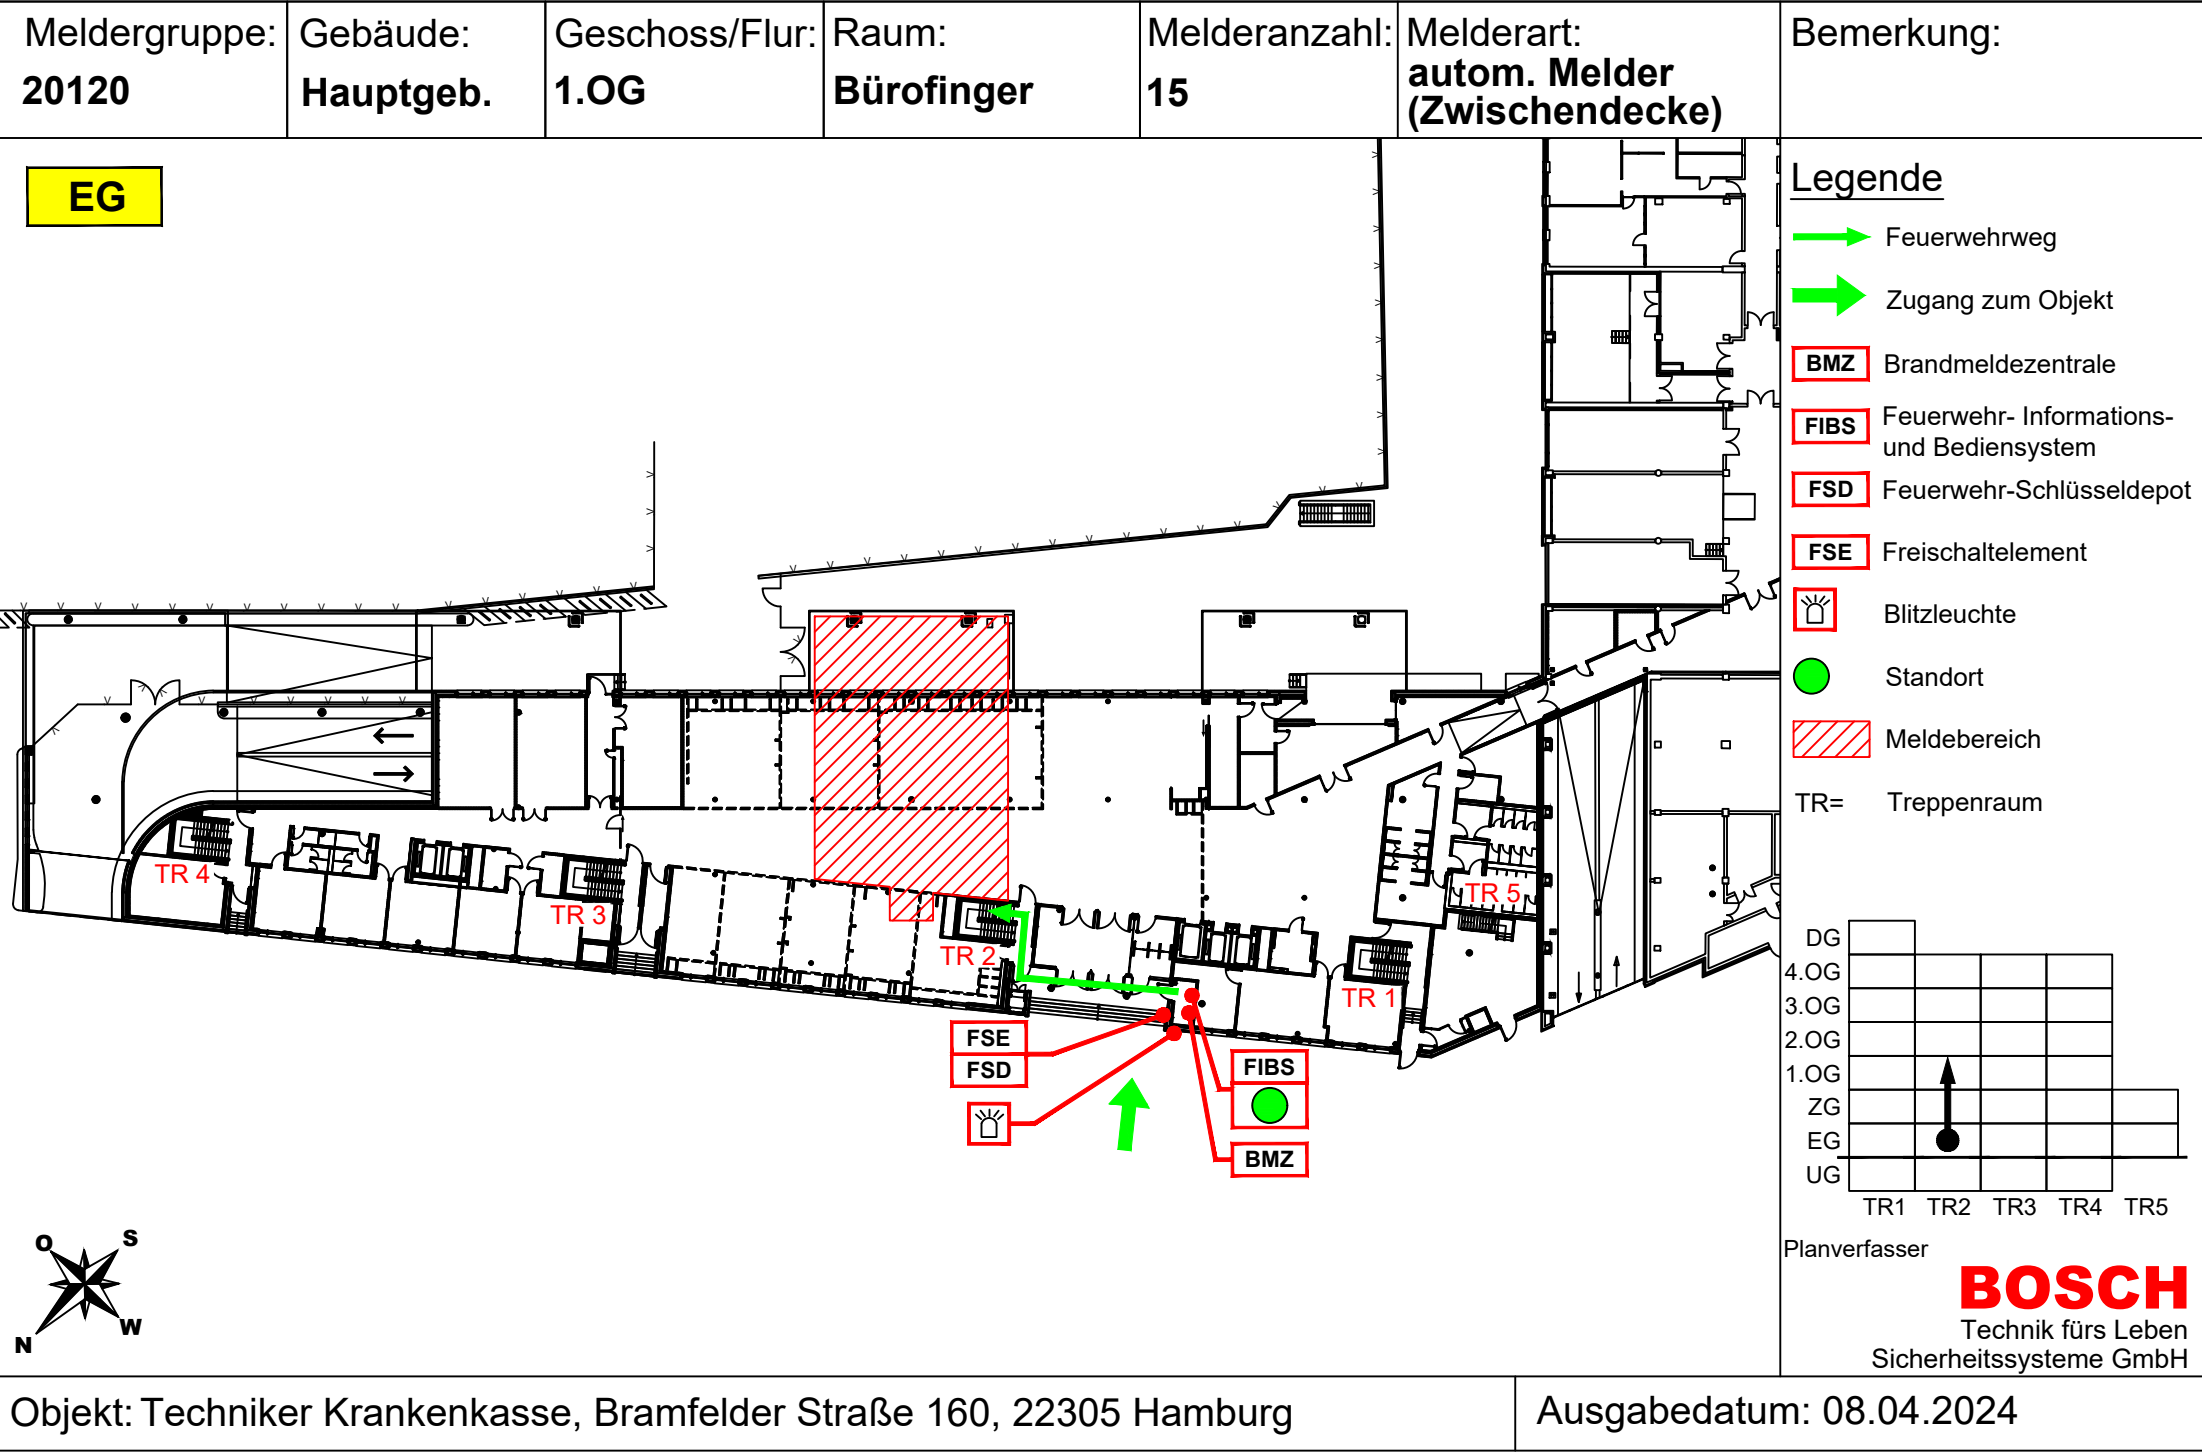 Meldergruppe:
20120
Gebäude:
Hauptgeb.
Geschoss/Flur:
1.OG
Raum:
Bürofinger
Melderanzahl:
15
Melderart:
autom. Melder
(Zwischendecke)
Bemerkung:
EG
Legende
Feuerwehrweg
Zugang zum Objekt
BMZ Brandmeldezentrale
FIBS Feuerwehr- Informations-
und Bediensystem
FSD Feuerwehr-Schlüsseldepot
FSE Freischaltelement
Blitzleuchte
Standort
Meldebereich
TR= Treppenraum
TR 4
TR 3
TR 2
TR 1
TR 5
FSE
FSD
FIBS
BMZ
DG
4.OG
3.OG
2.OG
1.OG
ZG
EG
UG
TR1 TR2 TR3 TR4 TR5
O S
N W
Planverfasser
BOSCH
Technik fürs Leben
Sicherheitssysteme GmbH
Objekt: Techniker Krankenkasse, Bramfelder Straße 160, 22305 Hamburg
Ausgabedatum: 08.04.2024